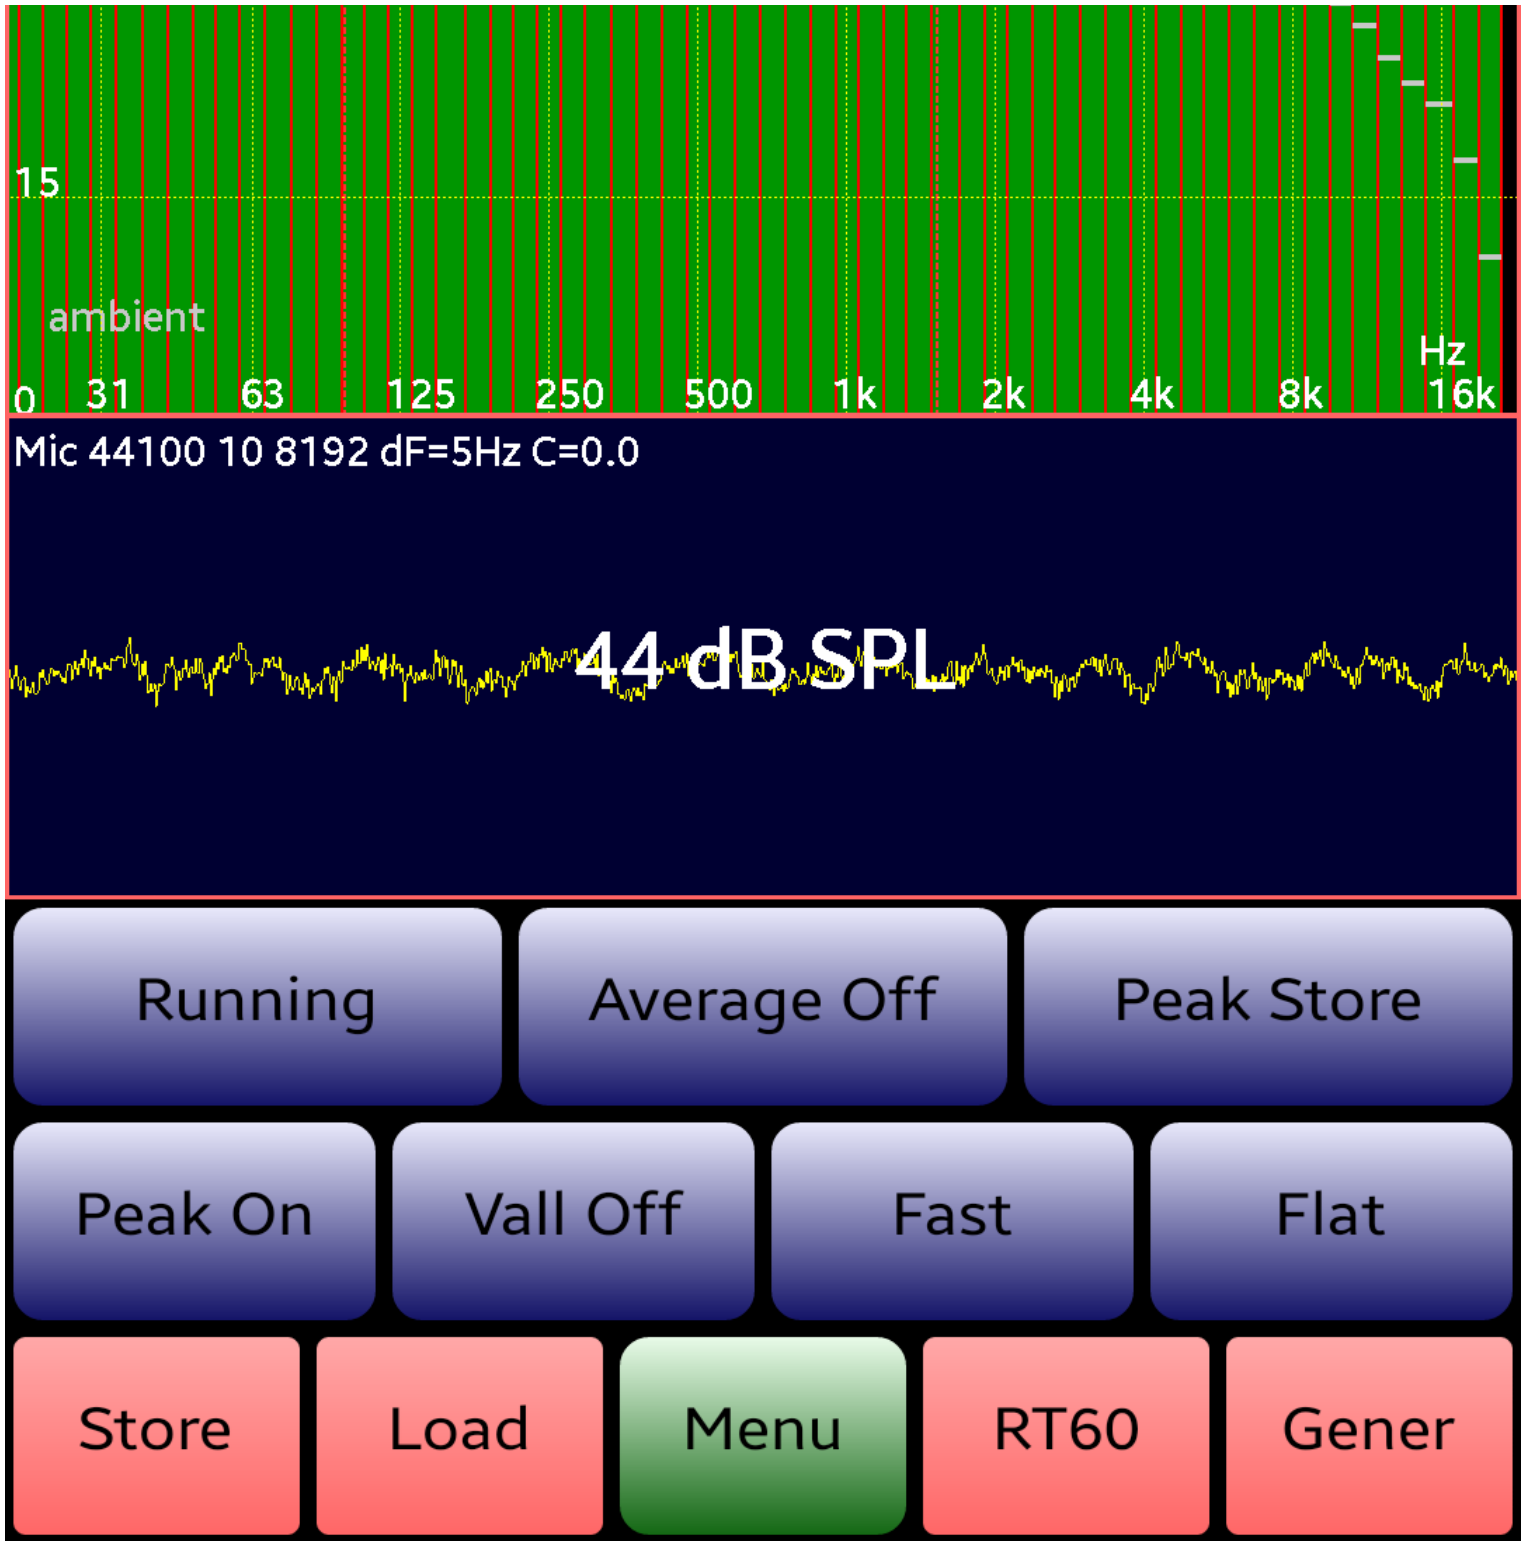 15
ambient
Hz
0 31 63 125 250 500 1k 2k 4k 8k 16k
Mic 44100 10 8192 dF=5Hz C=0.0
44 dB SPL
Running Average Off Peak Store
Peak On Vall Off Fast Flat
Store Load Menu RT60 Gener